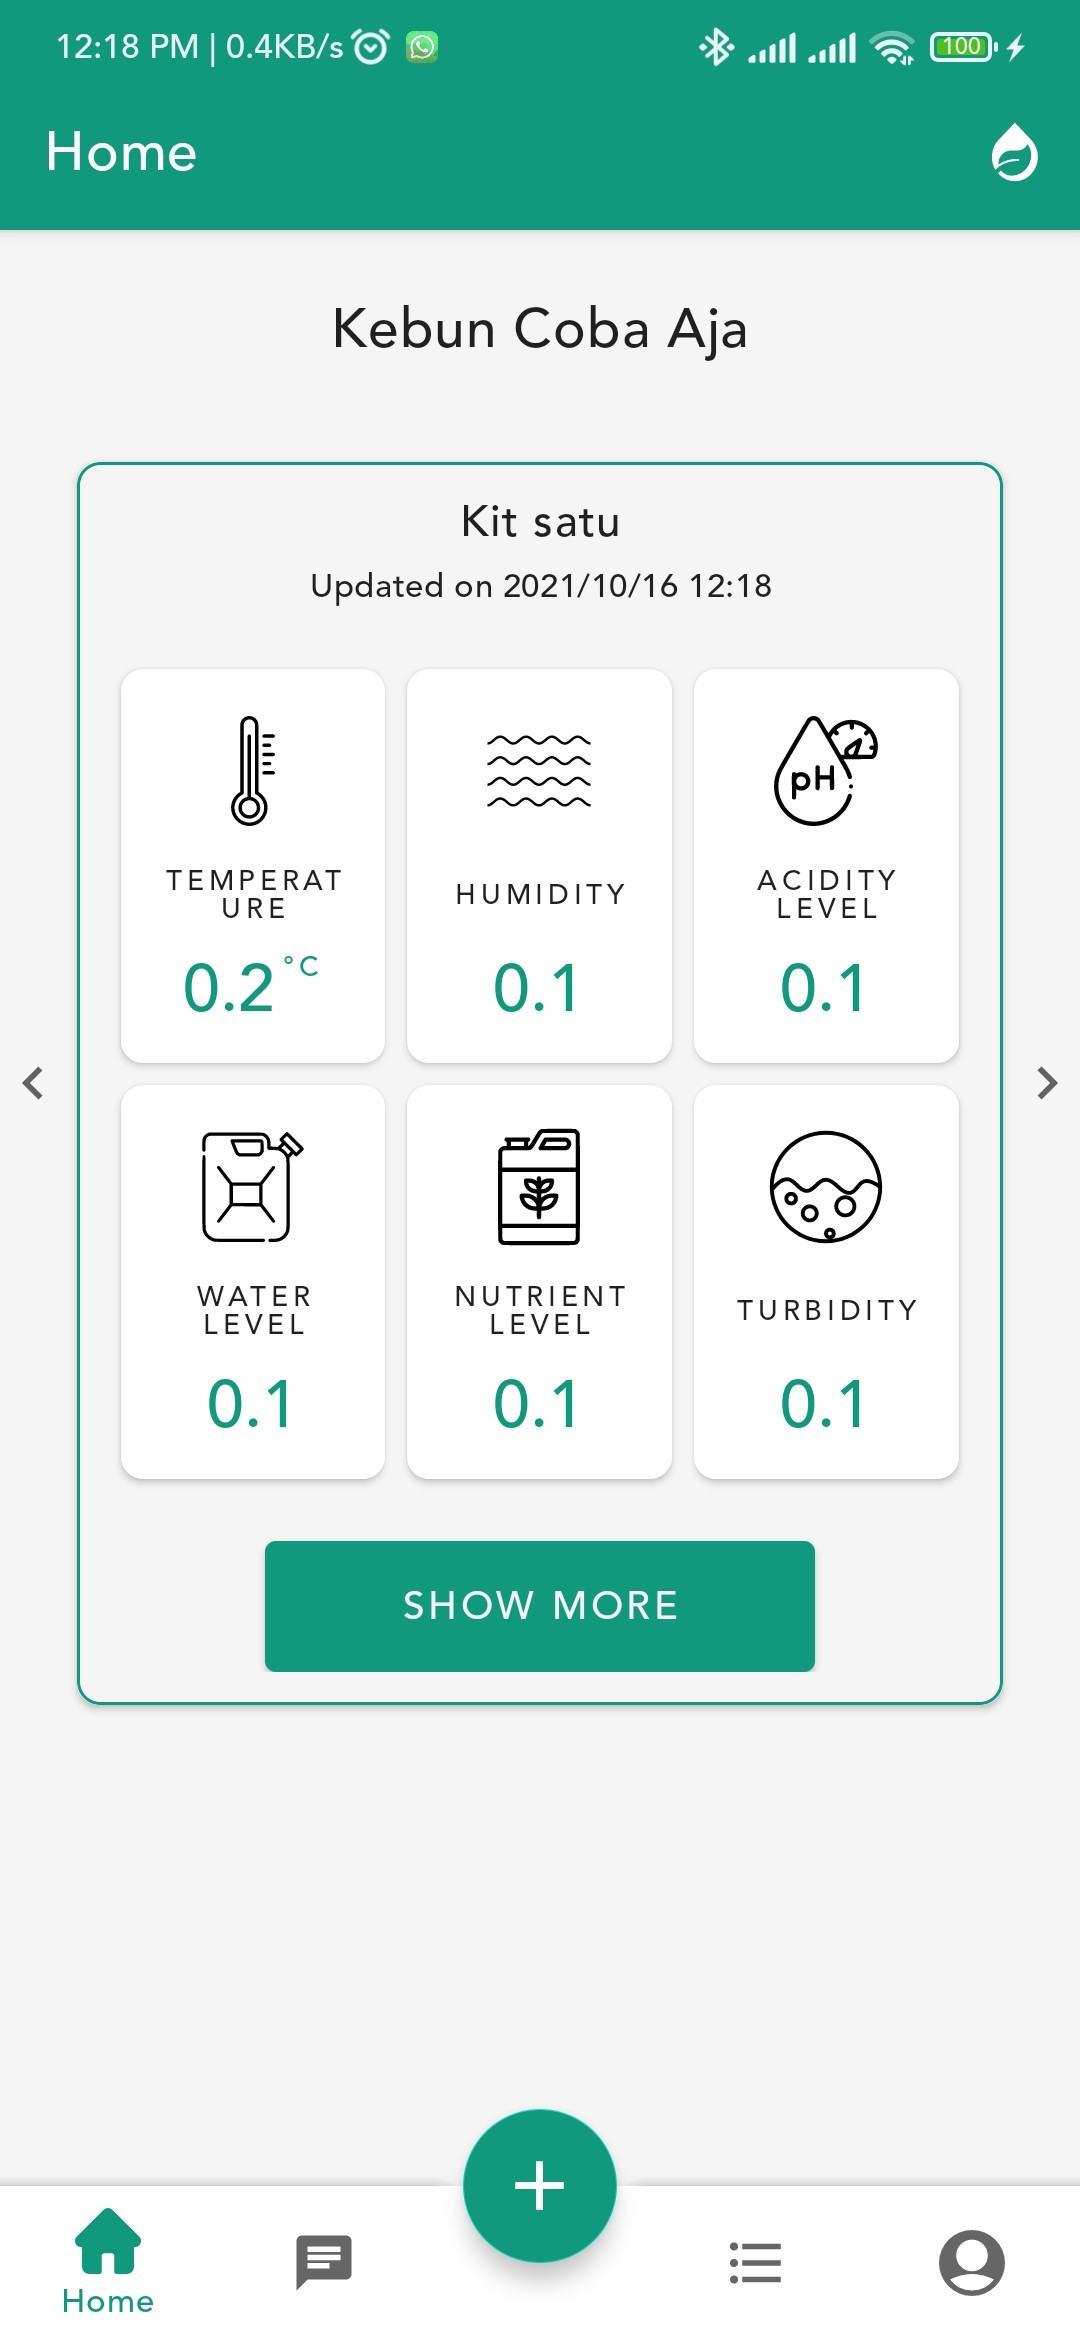 12:18 PM | 0.4KB/s
100
Home
Kebun Coba Aja
Kit satu
Updated on 2021/10/16 12:18
pH
TEMPERAT
URE
HUMIDITY
ACIDITY
LEVEL
0.2 °C
0.1
0.1
WATER
LEVEL
NUTRIENT
LEVEL
TURBIDITY
0.1
0.1
0.1
SHOW MORE
Home